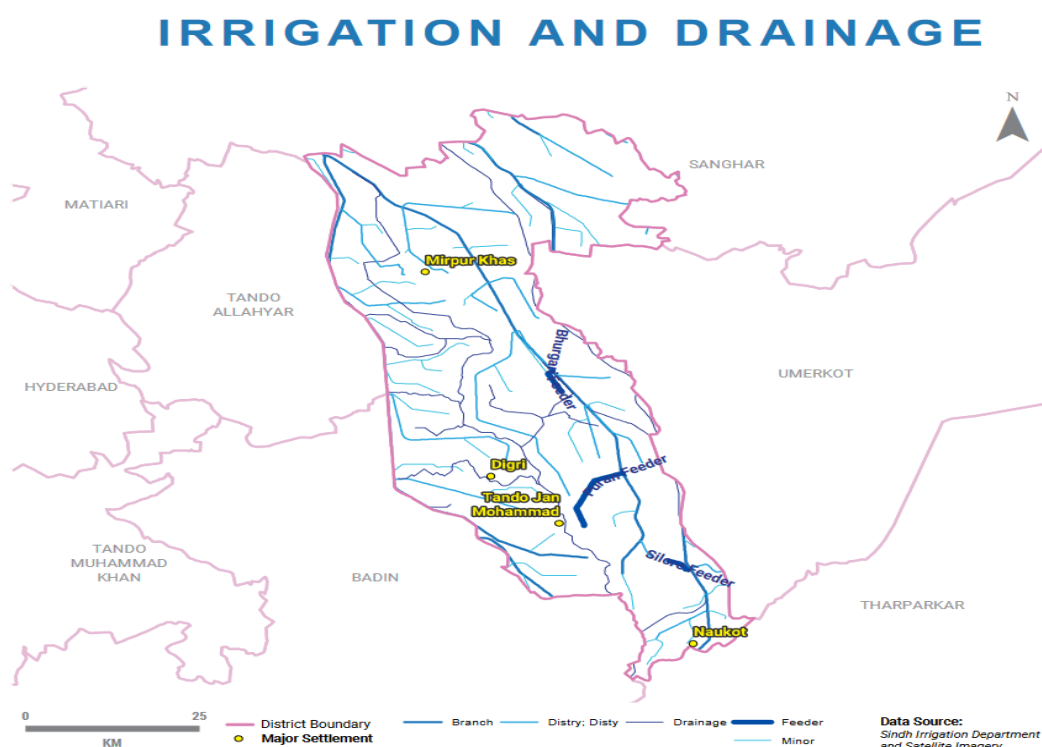 IRRIGATION AND DRAINAGE
N
SANGHAR
MATIARI
Mirpur Khas
TANDO
ALLAHYAR
Bhurgari Feeder
UMERKOT
HYDERABAD
Digri
Puran Feeder
Tando Jan
Mohammad
TANDO
MUHAMMAD
KHAN
BADIN
Feeder
THARPARKAR
Naukot
0 25
KM
District Boundary
Major Settlement
Branch
Distry; Disty
Drainage
Feeder
Minor
Data Source:
Sindh Irrigation Department
and Satellite Imagery